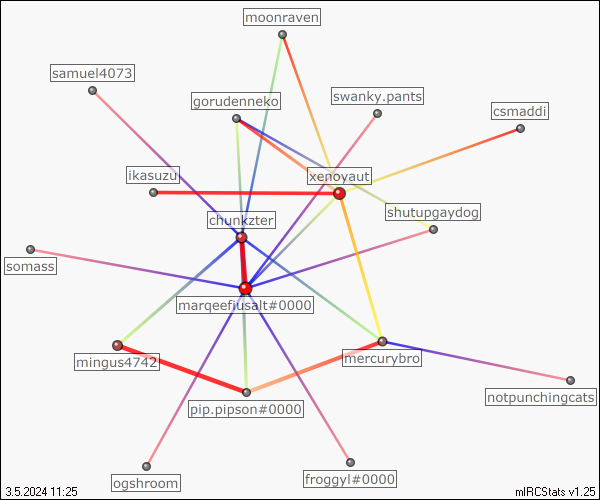 moonraven
samuel4073
gorudenneko
swanky.pants
csmaddi
ikasuzu
xenoyaut
chunkzter
shutupgaydog
somass
marqeefiusalt#0000
mingus4742
mercurybro
notpunchingcats
pip.pipson#0000
ogshroom
froggyl#0000
3.5.2024 11:25
mIRCStats v1.25